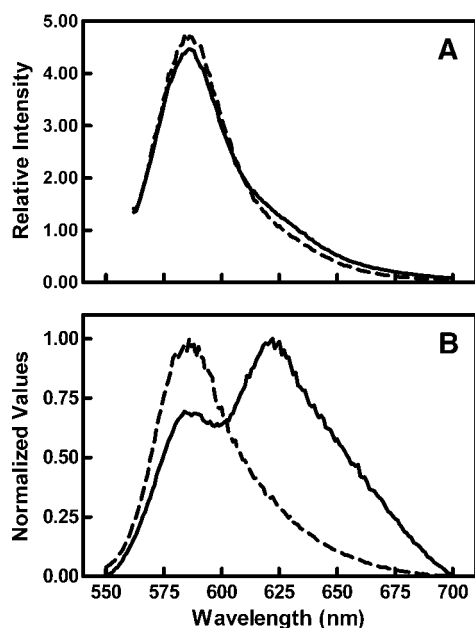 A
Relative Intensity
5.00
4.00
3.00
2.00
1.00
0.00
B
Normalized Values
1.00
0.75
0.50
0.25
0.00
550 575 600 625 650 675 700
Wavelength (nm)